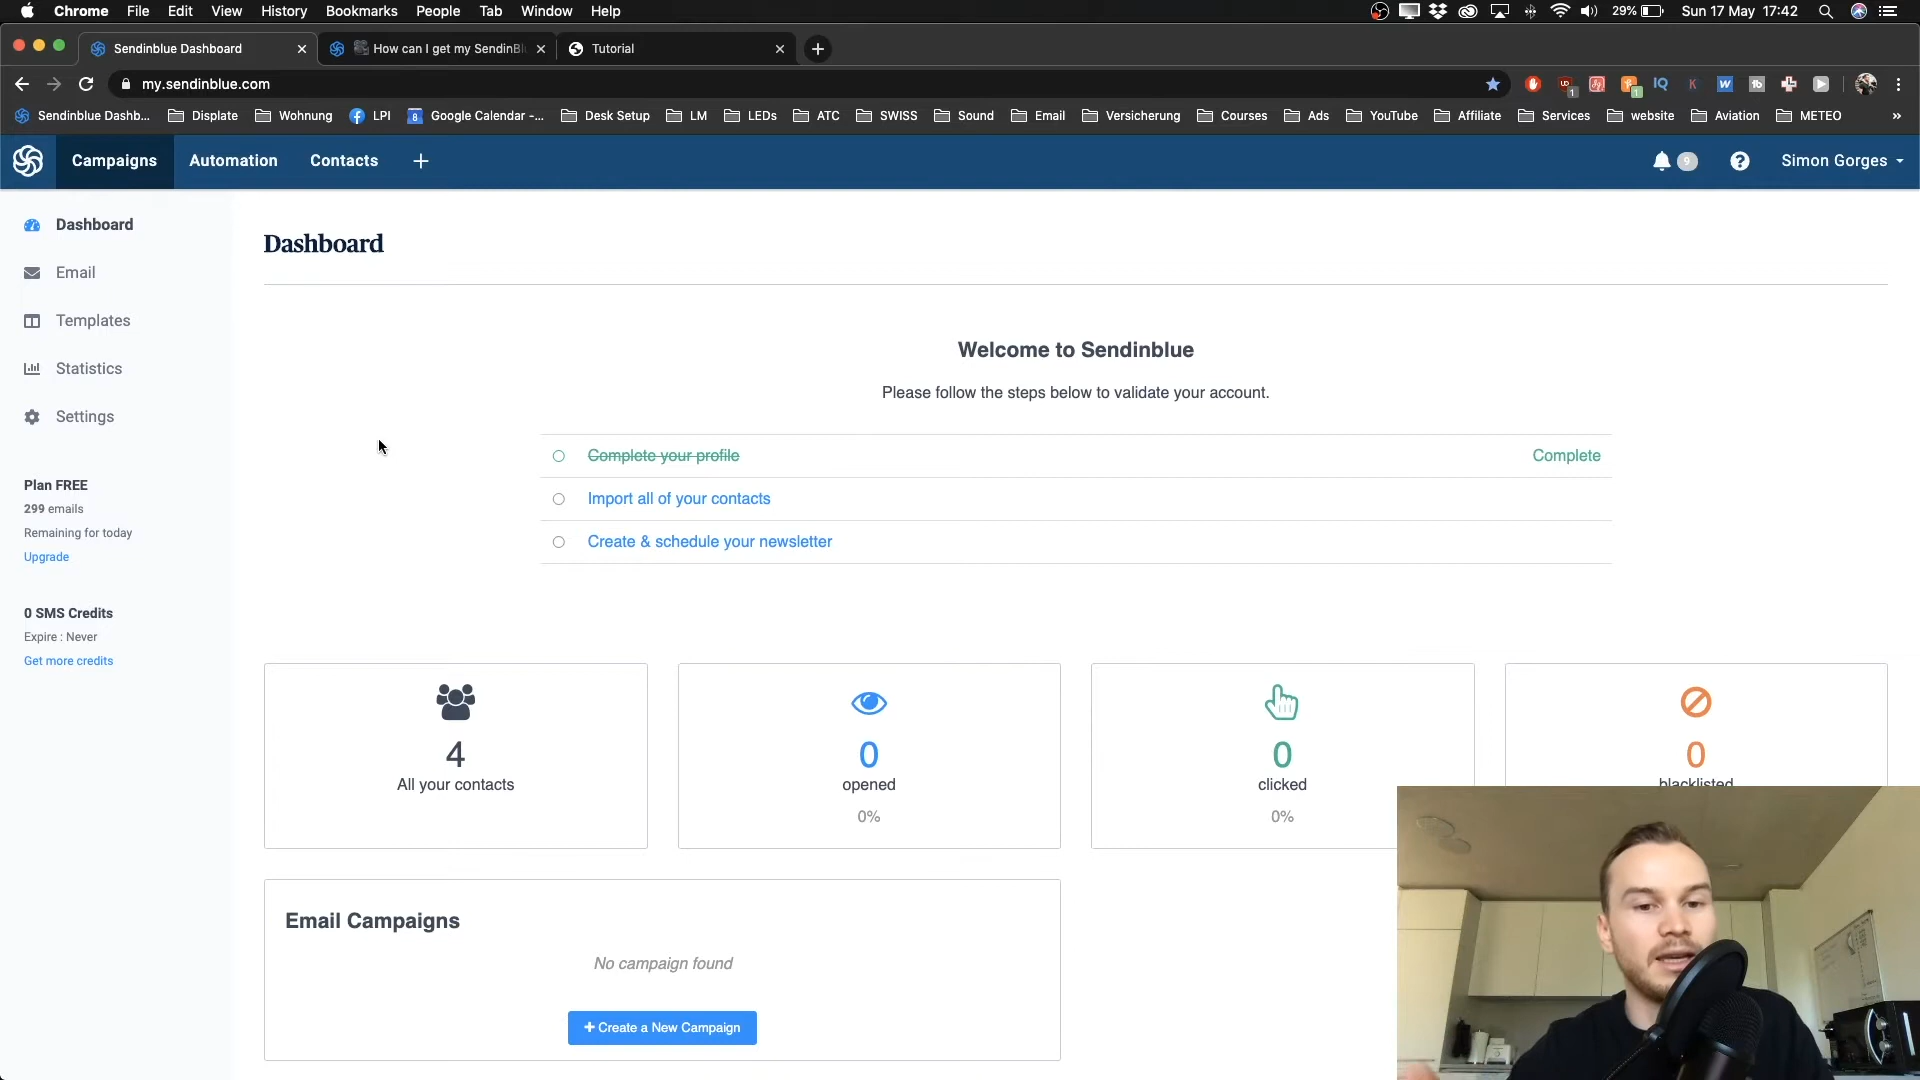 Chrome File Edit View History Bookmarks People Tab Window Help 29% Sun 17 May 17:42
Sendinblue Dashboard How can I get my SendinBl Tutorial
my.sendinblue.com
Sendinblue Dashb... Displate Wohnung LPI Google Calendar -... Desk Setup LM LEDs ATC SWISS Sound Email Versicherung Courses Ads YouTube Affiliate Services website Aviation METEO »
Campaigns Automation Contacts 9 Simon Gorges
Dashboard
Email
Templates
Statistics
Settings
Plan FREE
299 emails
Remaining for today
Upgrade
0 SMS Credits
Expire : Never
Get more credits
Dashboard
Welcome to Sendinblue
Please follow the steps below to validate your account.
Complete your profile Complete
Import all of your contacts
Create & schedule your newsletter
4
All your contacts
0
opened
0%
0
clicked
0%
0
blacklisted
Email Campaigns
No campaign found
+ Create a New Campaign